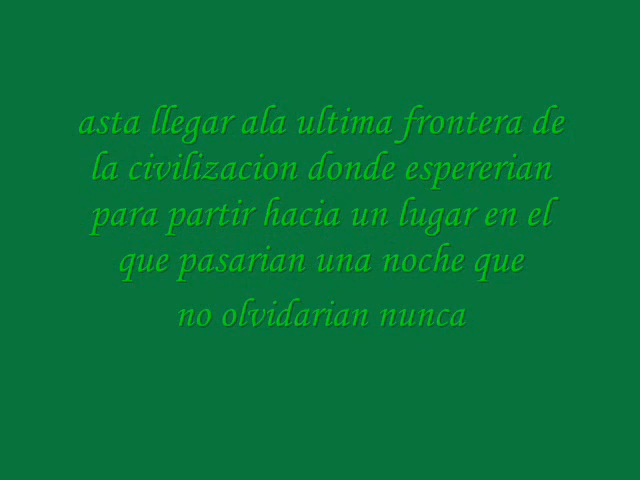 asta llegar ala ultima frontera de
la civilizacion donde espererian
para partir hacia un lugar en el
que pasarian una noche que
no olvidarian nunca